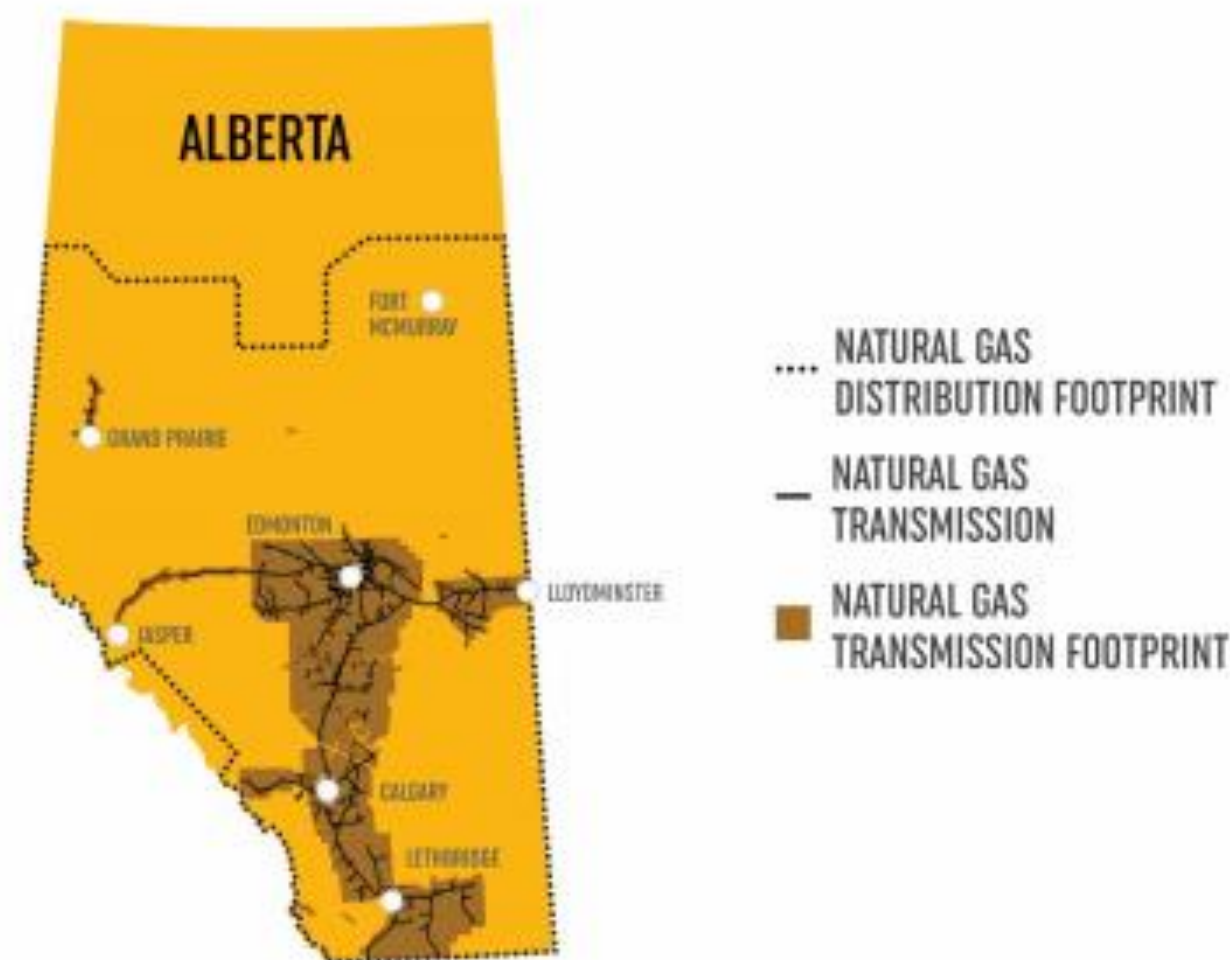 ALBERTA
FORT
MCMURRAY
GRAND PRAIRIE
EDMONTON
LLOYDMINSTER
JASPER
CALGARY
LETHBRIDGE
NATURAL GAS
DISTRIBUTION FOOTPRINT
NATURAL GAS
TRANSMISSION
NATURAL GAS
TRANSMISSION FOOTPRINT